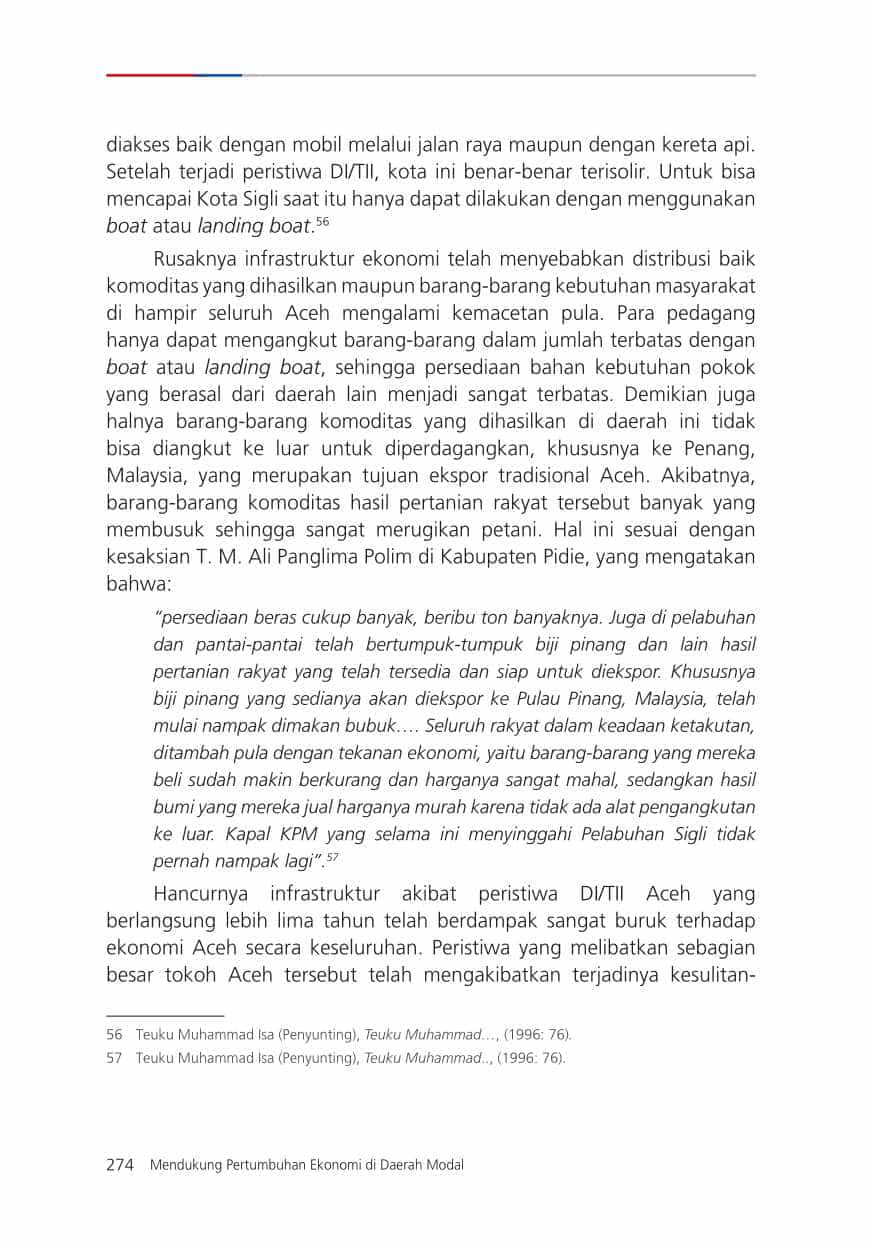 diakses baik dengan mobil melalui jalan raya maupun dengan kereta api.
Setelah terjadi peristiwa DI/TII, kota ini benar-benar terisolir. Untuk bisa
mencapai Kota Sigli saat itu hanya dapat dilakukan dengan menggunakan
boat atau landing boat.56
Rusaknya infrastruktur ekonomi telah menyebabkan distribusi baik
komoditas yang dihasilkan maupun barang-barang kebutuhan masyarakat
di hampir seluruh Aceh mengalami kemacetan pula. Para pedagang
hanya dapat mengangkut barang-barang dalam jumlah terbatas dengan
boat atau landing boat, sehingga persediaan bahan kebutuhan pokok
yang berasal dari daerah lain menjadi sangat terbatas. Demikian juga
halnya barang-barang komoditas yang dihasilkan di daerah ini tidak
bisa diangkut ke luar untuk diperdagangkan, khususnya ke Penang,
Malaysia, yang merupakan tujuan ekspor tradisional Aceh. Akibatnya,
barang-barang komoditas hasil pertanian rakyat tersebut banyak yang
membusuk sehingga sangat merugikan petani. Hal ini sesuai dengan
kesaksian T. M. Ali Panglima Polim di Kabupaten Pidie, yang mengatakan
bahwa:
“persediaan beras cukup banyak, beribu ton banyaknya. Juga di pelabuhan
dan pantai-pantai telah bertumpuk-tumpuk biji pinang dan lain hasil
pertanian rakyat yang telah tersedia dan siap untuk diekspor. Khususnya
biji pinang yang sedianya akan diekspor ke Pulau Pinang, Malaysia, telah
mulai nampak dimakan bubuk…. Seluruh rakyat dalam keadaan ketakutan,
ditambah pula dengan tekanan ekonomi, yaitu barang-barang yang mereka
beli sudah makin berkurang dan harganya sangat mahal, sedangkan hasil
bumi yang mereka jual harganya murah karena tidak ada alat pengangkutan
ke luar. Kapal KPM yang selama ini menyinggahi Pelabuhan Sigli tidak
pernah nampak lagi”.57
Hancurnya infrastruktur akibat peristiwa DI/TII Aceh yang
berlangsung lebih lima tahun telah berdampak sangat buruk terhadap
ekonomi Aceh secara keseluruhan. Peristiwa yang melibatkan sebagian
besar tokoh Aceh tersebut telah mengakibatkan terjadinya kesulitan-
56 Teuku Muhammad Isa (Penyunting), Teuku Muhammad…, (1996: 76).
57 Teuku Muhammad Isa (Penyunting), Teuku Muhammad.., (1996: 76).
274 Mendukung Pertumbuhan Ekonomi di Daerah Modal